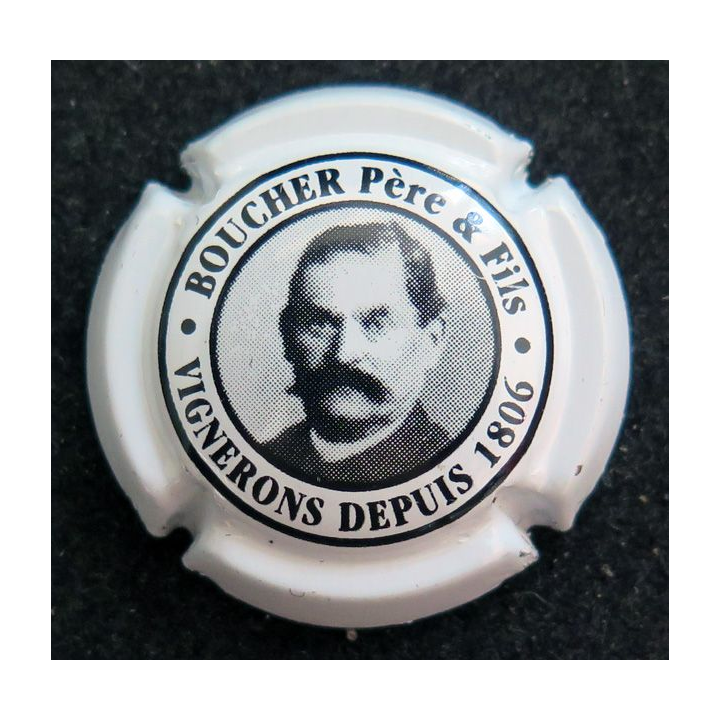 BOUCHER Père & Fils
• VIGNERONS DEPUIS 1806 •